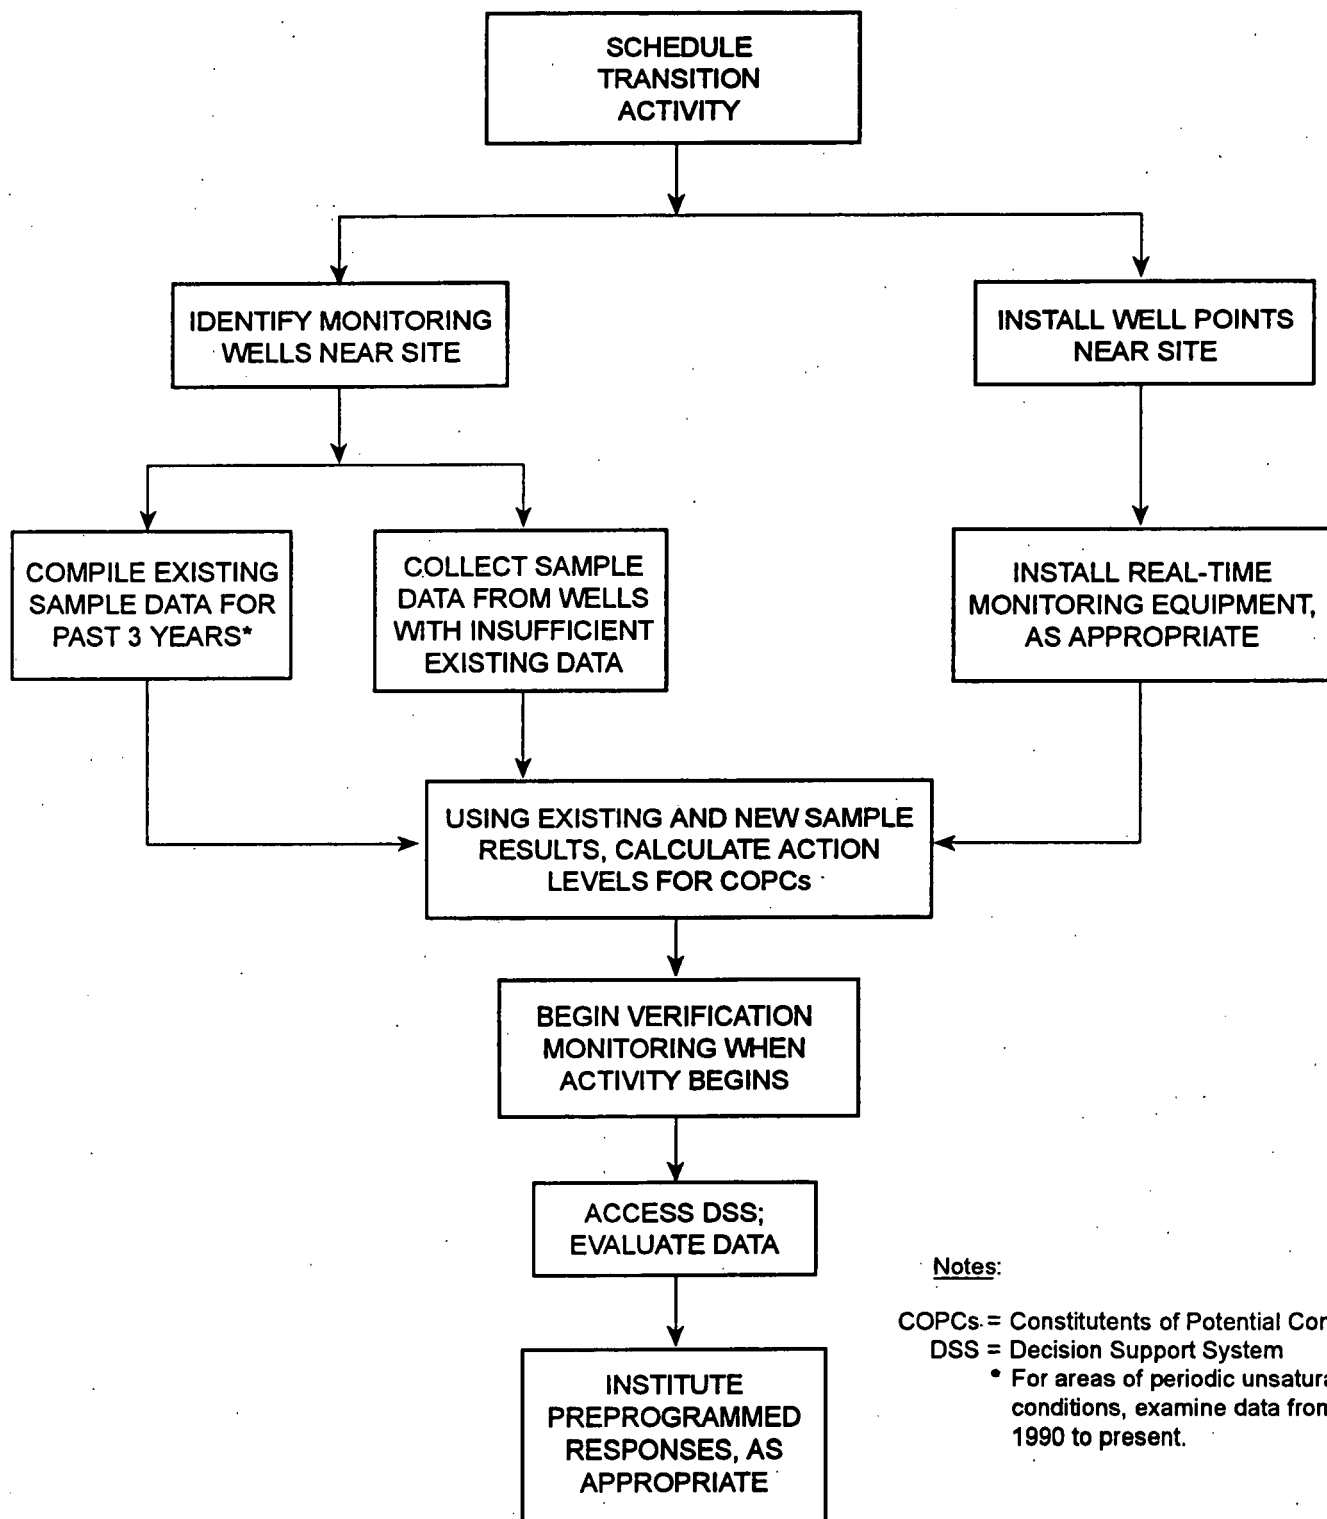 SCHEDULE
TRANSITION
ACTIVITY
IDENTIFY MONITORING
WELLS NEAR SITE
INSTALL WELL POINTS
NEAR SITE
COMPILE EXISTING
SAMPLE DATA FOR
PAST 3 YEARS*
COLLECT SAMPLE
DATA FROM WELLS
WITH INSUFFICIENT
EXISTING DATA
INSTALL REAL-TIME
MONITORING EQUIPMENT,
AS APPROPRIATE
USING EXISTING AND NEW SAMPLE
RESULTS, CALCULATE ACTION
LEVELS FOR COPCs
BEGIN VERIFICATION
MONITORING WHEN
ACTIVITY BEGINS
ACCESS DSS;
EVALUATE DATA
INSTITUTE
PREPROGRAMMED
RESPONSES, AS
APPROPRIATE
Notes:
COPCs = Constitutents of Potential
DSS = Decision Support System
* For areas of periodic
conditions, examine data from
1990 to present.